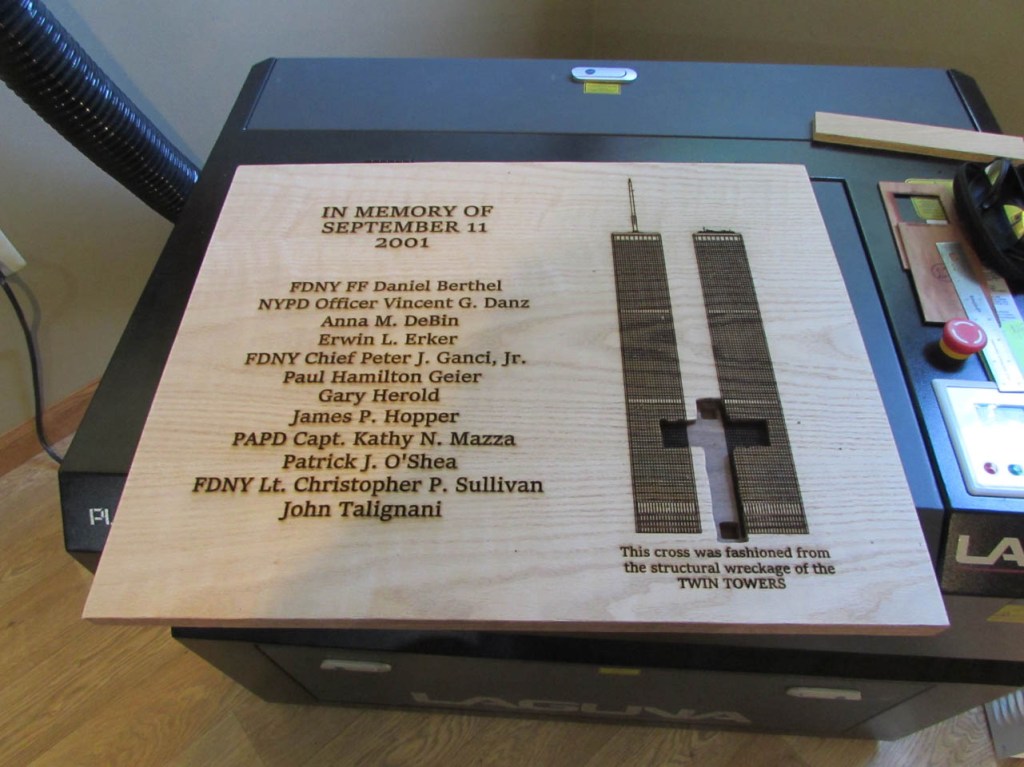 IN MEMORY OF
SEPTEMBER 11
2001
FDNY FF Daniel Berthel
NYPD Officer Vincent G. Danz
Anna M. DeBin
Erwin L. Erker
FDNY Chief Peter J. Ganci, Jr.
Paul Hamilton Geier
Gary Herold
James P. Hopper
PAPD Capt. Kathy N. Mazza
Patrick J. O'Shea
FDNY Lt. Christopher P. Sullivan
John Talignani
This cross was fashioned from
the structural wreckage of the
TWIN TOWERS
PL
LA
LAGUNA